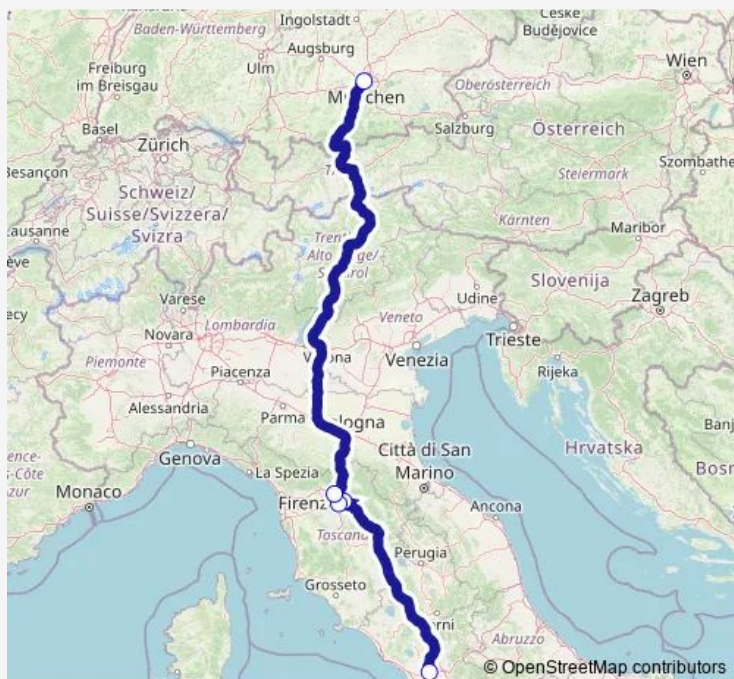 Ingolstadt
České
Budějovice
Baden-Württemberg
Augsburg
Ulm
Wien
Freiburg
im Breisgau
Oberösterreich
Salzburg
Österreich
Basel
Zürich
Szombathe
Besançon
Steiermark
Schweiz/
Suisse/Svizzera/
Svizra
Kärnten
Maribor
Lausanne
Udine
Slovenija
Zagreb
Varese
Lombardia
Veneto
Trieste
Novara
Venezia
Rijeka
Piemonte
Piacenza
Alessandria
Parma
Genova
Città di San
Marino
Hrvatska
La Spezia
Monaco
Ancona
Toscana
Perugia
Grosseto
Abruzzo
© OpenStreetMap contributors